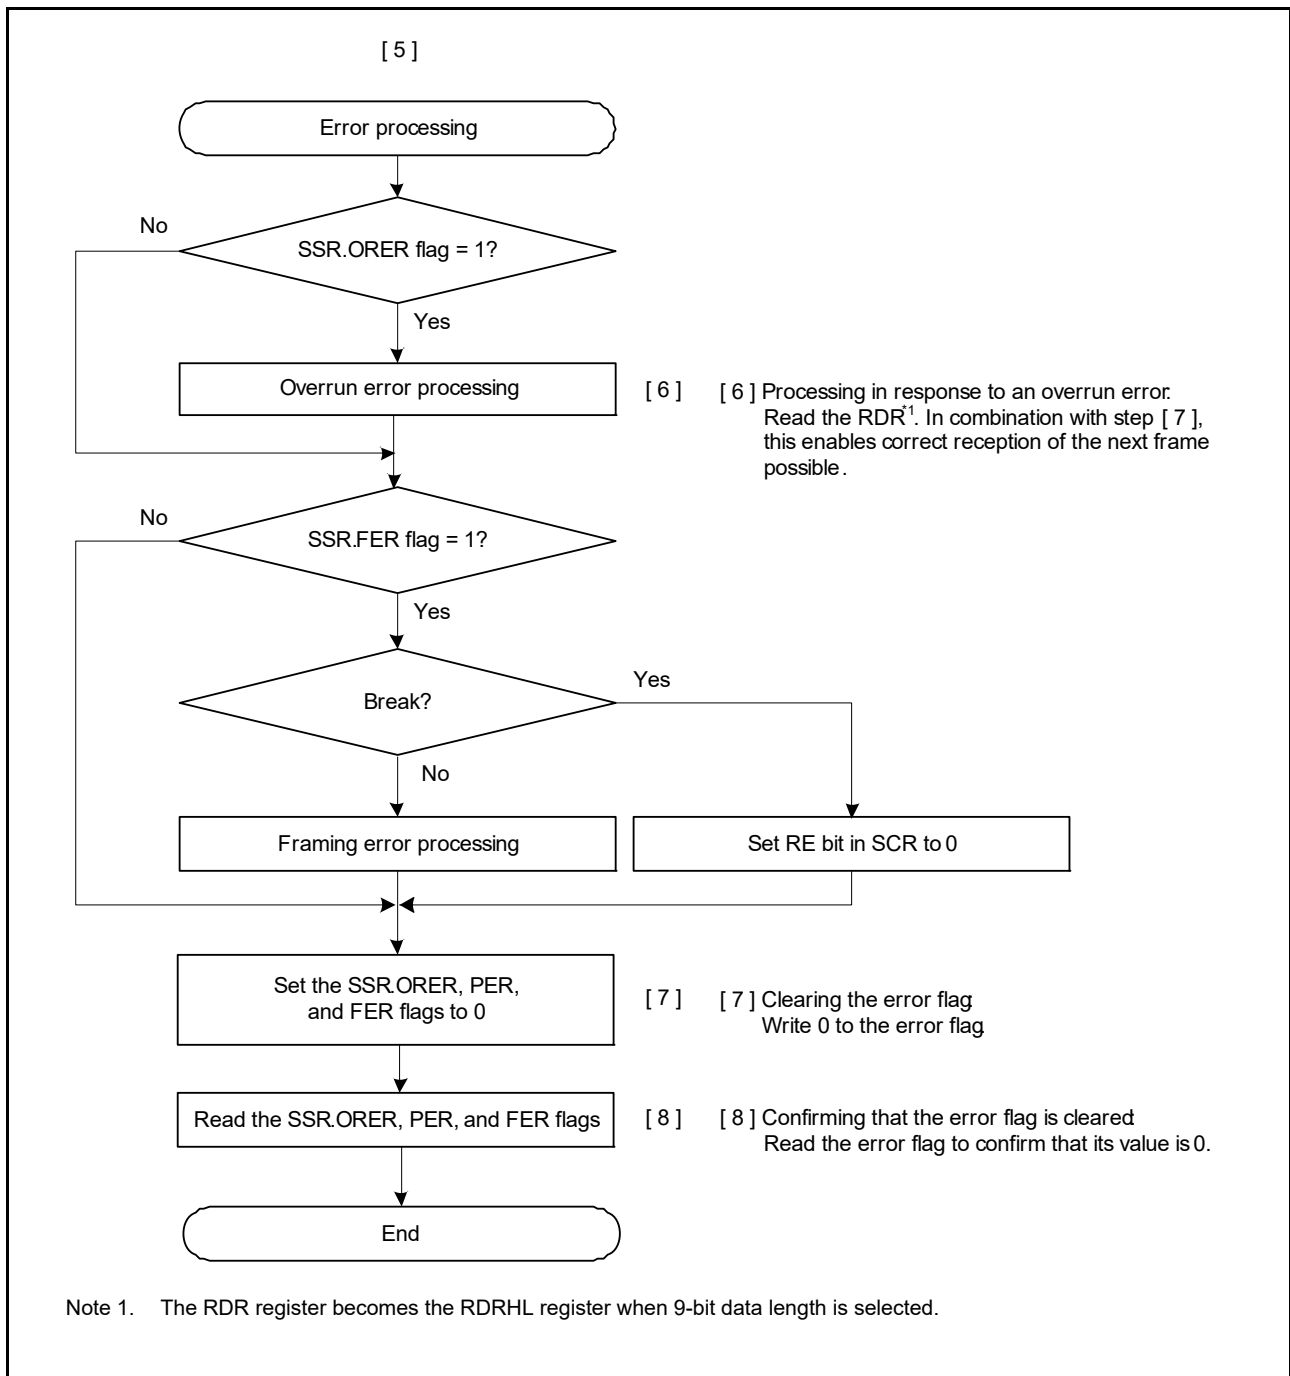 [ 5 ]
Error processing
No
SSR.ORER flag = 1?
Yes
Overrun error processing
[ 6 ]
[ 6 ] Processing in response to an overrun error:
Read the RDR*1. In combination with step [ 7 ],
this enables correct reception of the next frame
possible.
No
SSR.FER flag = 1?
Yes
Break?
Yes
No
Framing error processing
Set RE bit in SCR to 0
Set the SSR.ORER, PER,
and FER flags to 0
[ 7 ]
[ 7 ] Clearing the error flag:
Write 0 to the error flag.
Read the SSR.ORER, PER, and FER flags
[ 8 ]
[ 8 ] Confirming that the error flag is cleared:
Read the error flag to confirm that its value is 0.
End
Note 1. The RDR register becomes the RDRHL register when 9-bit data length is selected.